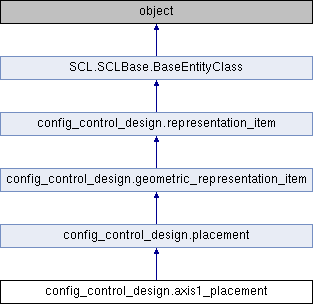 object
SCL.SCLBase.BaseEntityClass
config_control_design.representation_item
config_control_design.geometric_representation_item
config_control_design.placement
config_control_design.axis1_placement